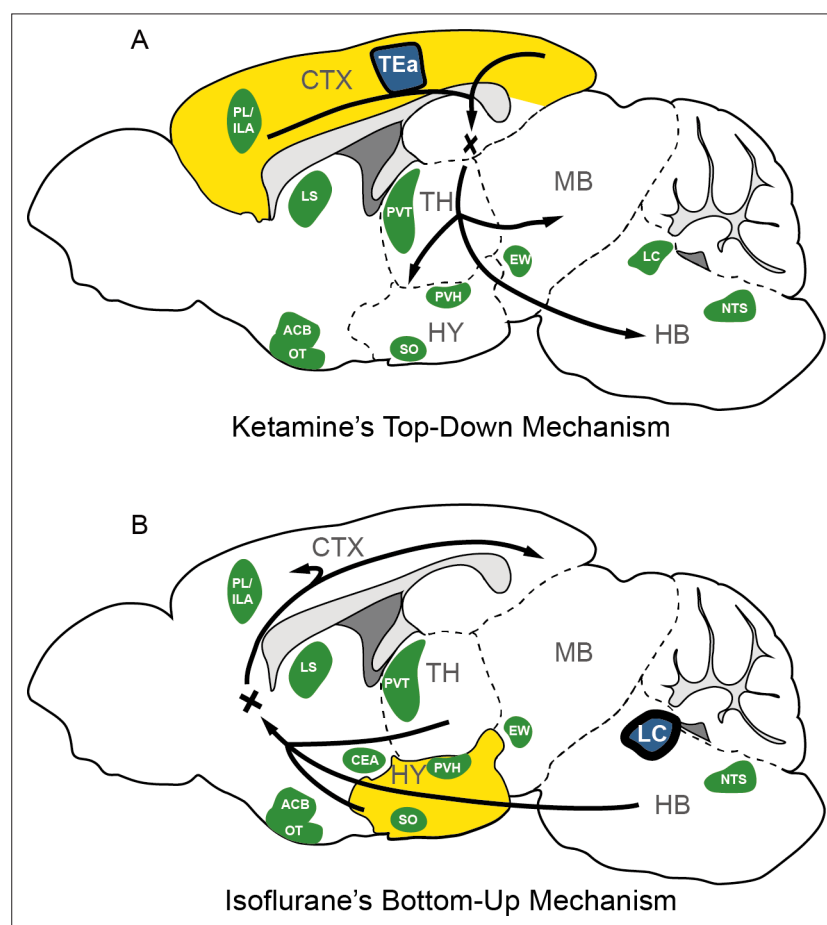 A
TEa
CTX
PL/
ILA
LS
PVT
TH
MB
EW
LC
PVH
NTS
ACB
OT
SO
HY
HB
Ketamine's Top-Down Mechanism
B
CTX
PL/
ILA
LS
PVT
TH
MB
EW
LC
CEA
HY
PVH
NTS
ACB
OT
SO
HB
Isoflurane's Bottom-Up Mechanism